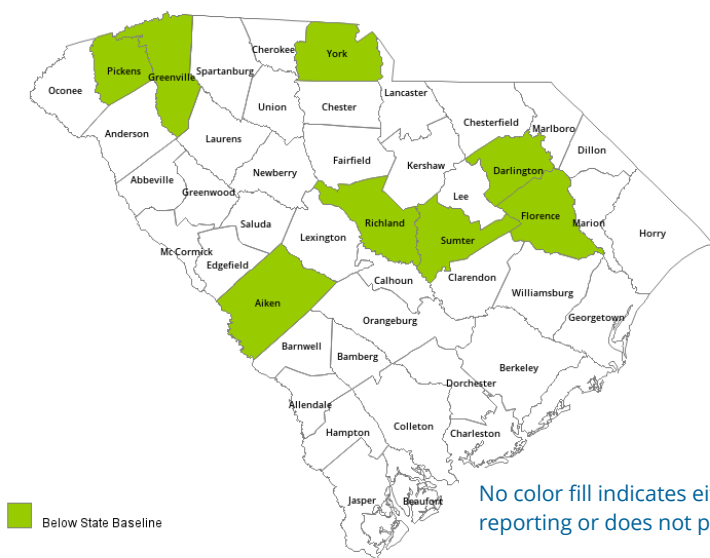 Cherokee
York
Pickens
Greenville
Spartanburg
Oconee
Union
Chester
Lancaster
Chesterfield
Marlboro
Anderson
Laurens
Dillon
Fairfield
Kershaw
Darlington
Newberry
Abbeville
Greenwood
Lee
Florence
Saluda
Richland
Marion
Horry
Lexington
Sumter
Mc Cormick
Edgefield
Calhoun
Clarendon
Aiken
Williamsburg
Orangeburg
Georgetown
Barnwell
Bamberg
Berkeley
Dorchester
Allendale
Colleton
Hampton
Charleston
Jasper
Beaufort
No color fill indicates ei
reporting or does not p
Below State Baseline